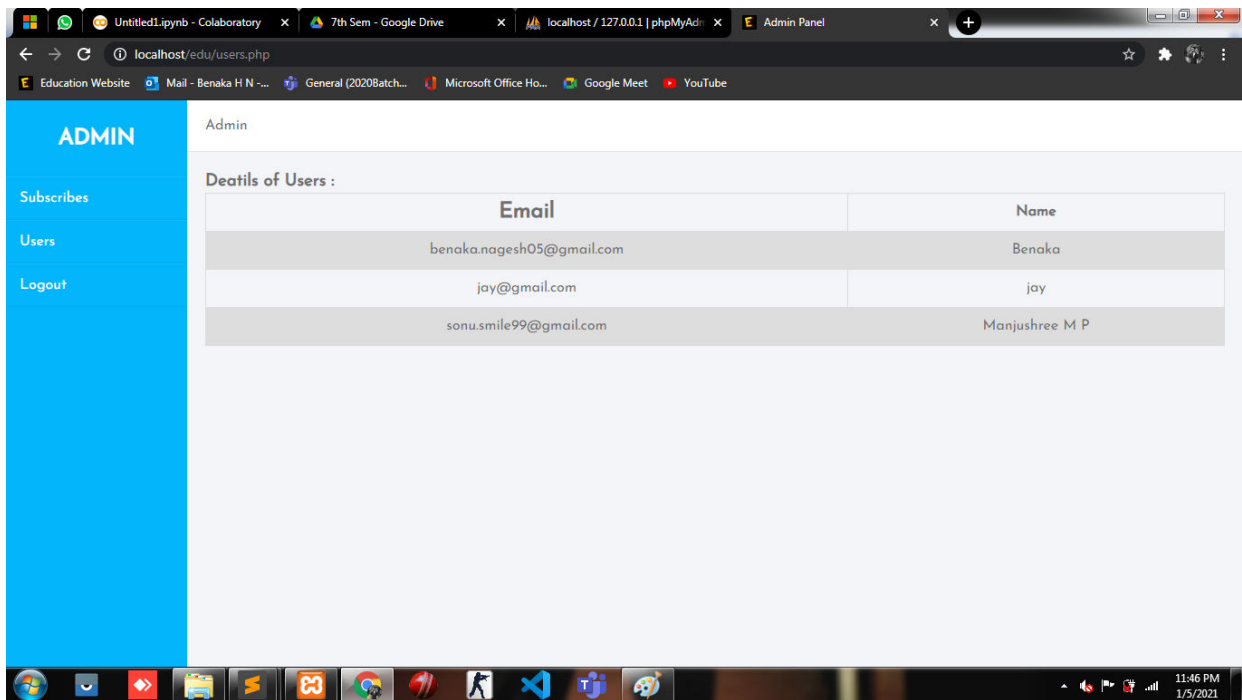 Untitled1.ipynb - Colaboratory
7th Sem - Google Drive
localhost / 127.0.0.1 | phpMyAdm
Admin Panel
localhost/edu/users.php
Education Website
Mail - Benaka H N -...
General (2020Batch...
Microsoft Office Ho...
Google Meet
YouTube
ADMIN
Admin
Subscribes
Users
Logout
Deatils of Users :
Email Name
benaka.nagesh05@gmail.com Benaka
jay@gmail.com jay
sonu.smile99@gmail.com Manjushree M P
11:46 PM
1/5/2021